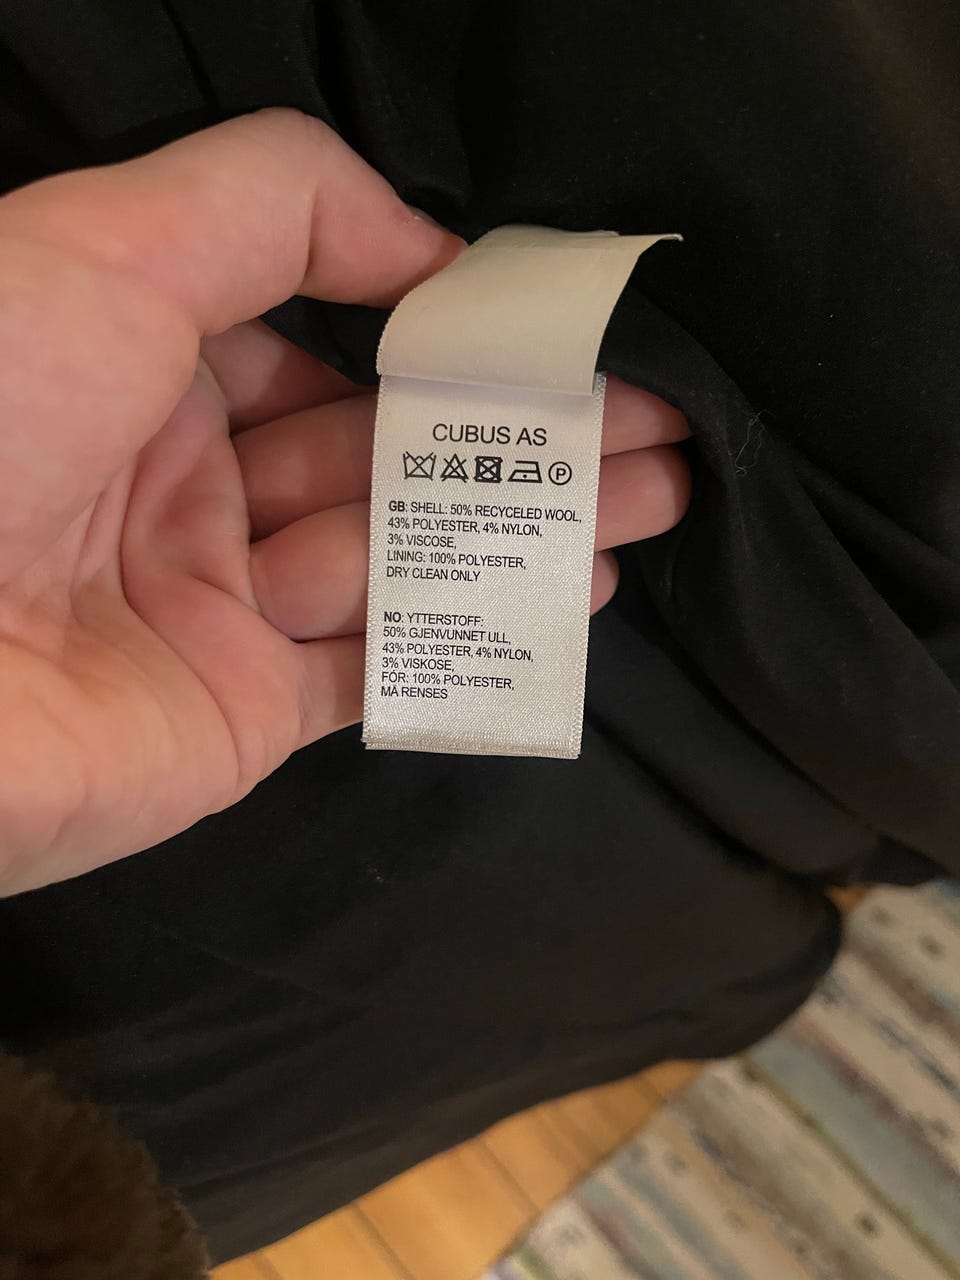 CUBUS AS
P
GB: SHELL: 50% RECYCELED WOOL,
43% POLYESTER, 4% NYLON,
3% VISCOSE,
LINING: 100% POLYESTER,
DRY CLEAN ONLY
NO: YTTERSTOFF:
50% GJENVUNNET ULL,
43% POLYESTER, 4% NYLON,
3% VISKOSE,
FÓR: 100% POLYESTER,
MÅ RENSES